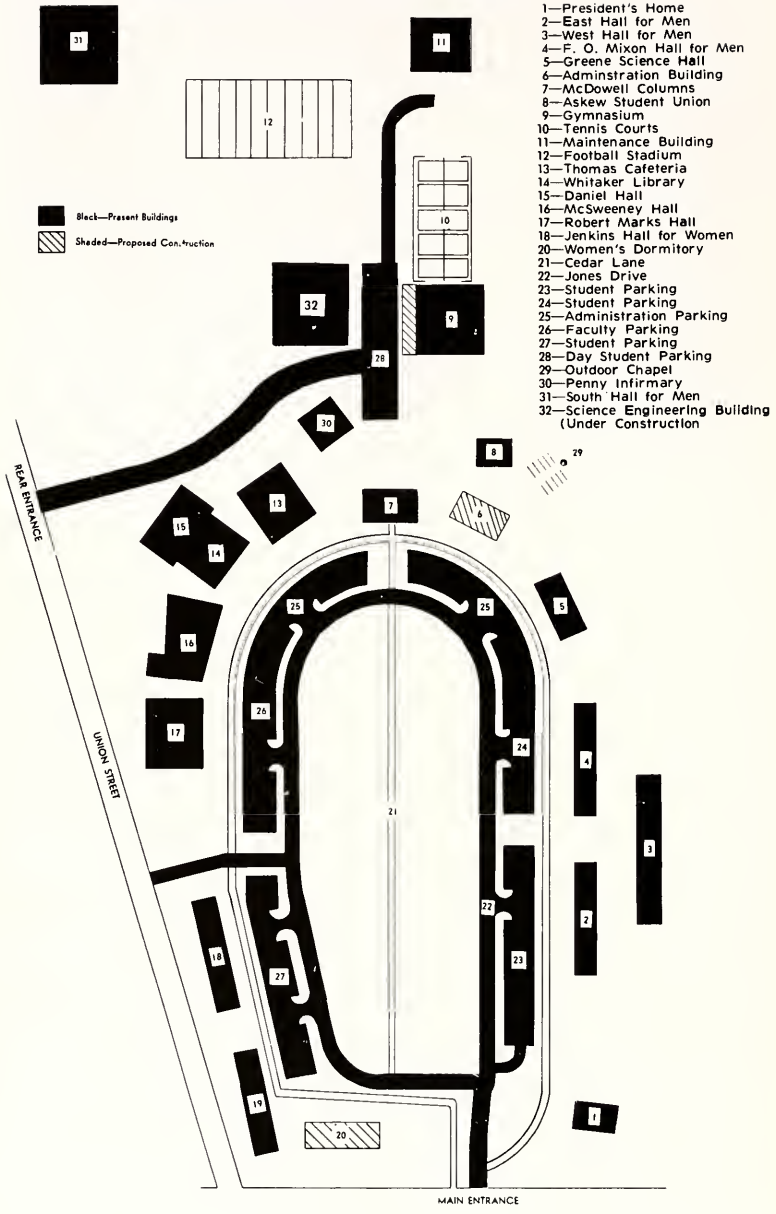 1—President's Home
2—East Hall for Men
3—West Hall for Men
4—F. O. Mixon Hall for Men
5—Greene Science Hall
6—Adminstration Building
7—McDowell Columns
8—Askew Student Union
9—Gymnasium
10—Tennis Courts
11—Maintenance Building
12—Football Stadium
13—Thomas Cafeteria
14—Whitaker Library
15—Daniel Hall
16—McSweeney Hall
17—Robert Marks Hall
18—Jenkins Hall for Women
20—Women's Dormitory
21—Cedar Lane
22—Jones Drive
23—Student Parking
24—Student Parking
25—Administration Parking
26—Faculty Parking
27—Student Parking
28—Day Student Parking
29—Outdoor Chapel
30—Penny Infirmary
31—South Hall for Men
32—Science Engineering Building
(Under Construction
31
11
12
10
Black—Present Buildings
Shaded—Proposed Construction
32
9
28
30
8
29
REAR ENTRANCE
13
7
6
15
14
25
25
5
16
26
17
24
4
UNION STREET
21
3
22
2
18
23
27
19
20
1
MAIN ENTRANCE